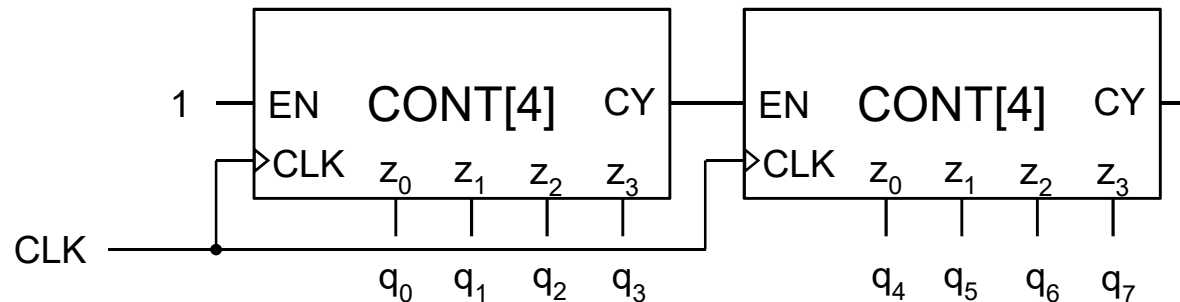 1 EN CONT[4] CY EN CONT[4] CY
CLK z₀ z₁ z₂ z₃ CLK z₀ z₁ z₂ z₃
CLK
q₀ q₁ q₂ q₃ q₄ q₅ q₆ q₇